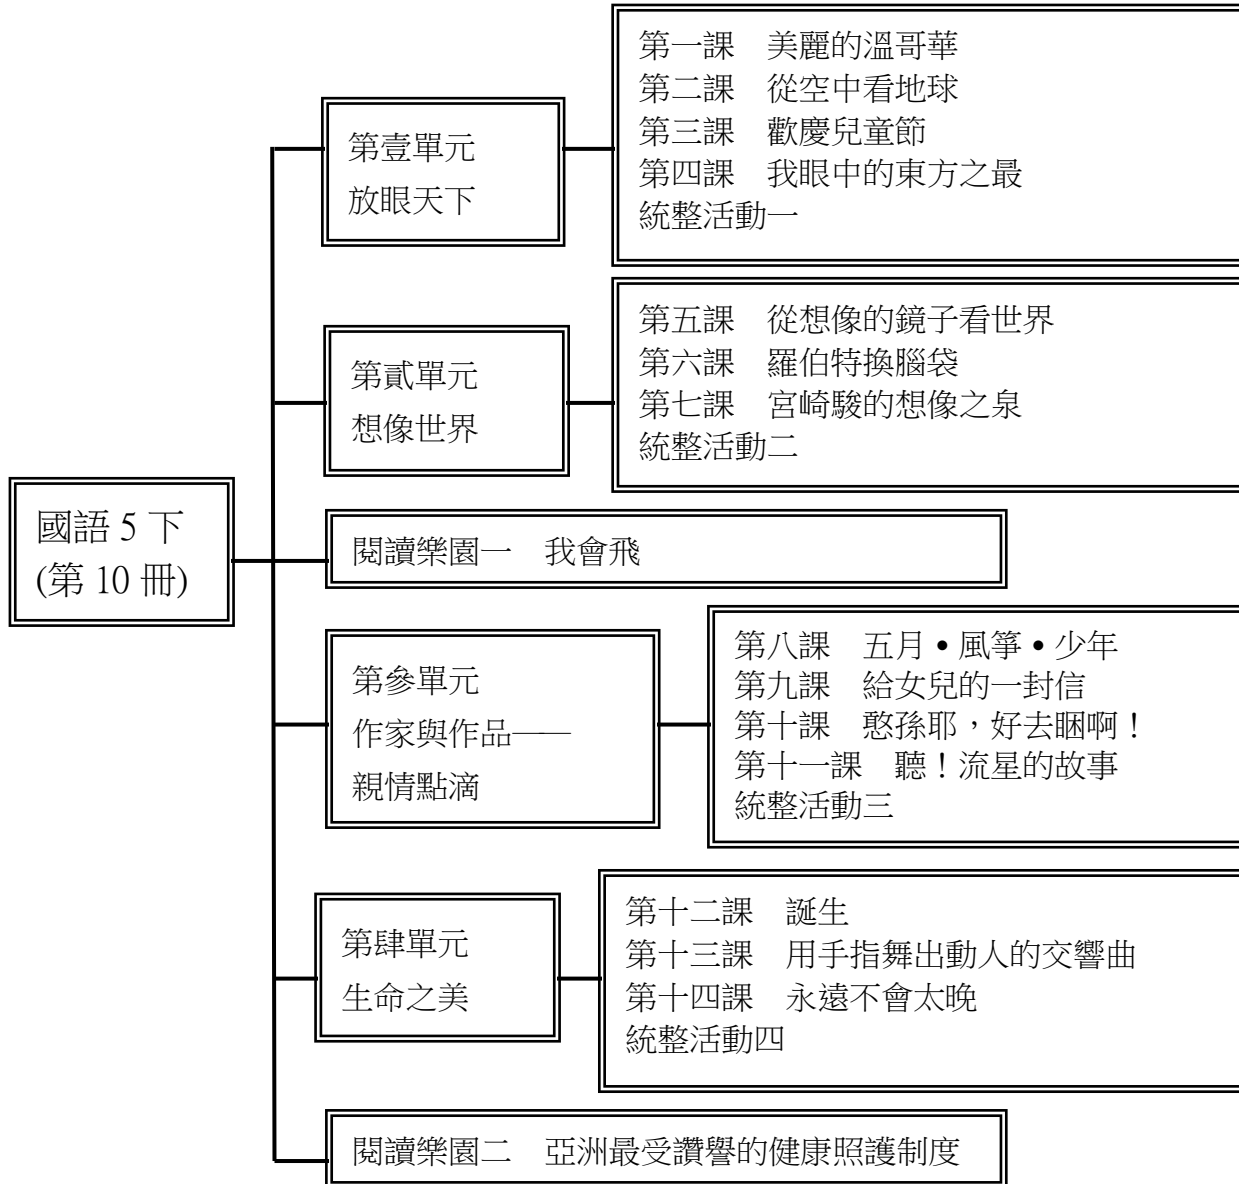 國語 5 下
(第 10 冊)
第壹單元
放眼天下
第一課　美麗的溫哥華
第二課　從空中看地球
第三課　歡慶兒童節
第四課　我眼中的東方之最
統整活動一
第貳單元
想像世界
第五課　從想像的鏡子看世界
第六課　羅伯特換腦袋
第七課　宮崎駿的想像之泉
統整活動二
閱讀樂園一　我會飛
第參單元
作家與作品——
親情點滴
第八課　五月•風箏•少年
第九課　給女兒的一封信
第十課　憨孫耶，好去睏啊！
第十一課　聽！流星的故事
統整活動三
第肆單元
生命之美
第十二課　誕生
第十三課　用手指舞出動人的交響曲
第十四課　永遠不會太晚
統整活動四
閱讀樂園二　亞洲最受讚譽的健康照護制度